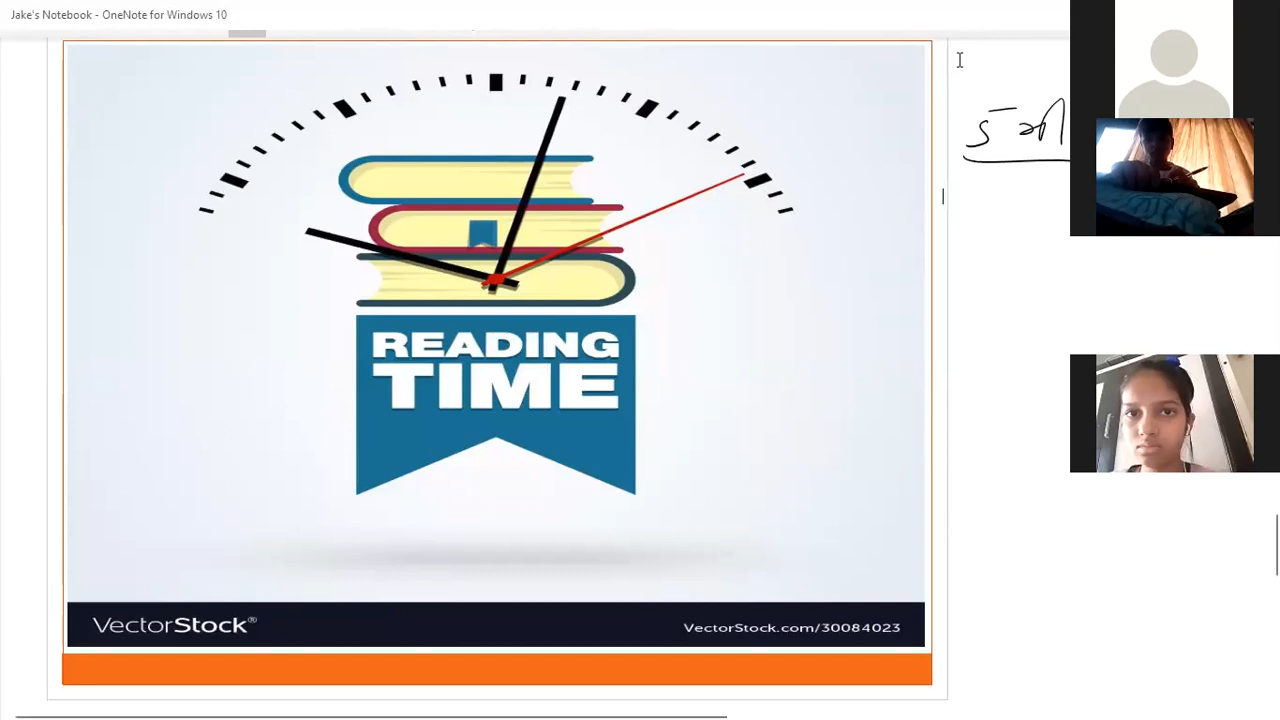 Jake's Notebook - OneNote for Windows 10
READING
TIME
VectorStock®
VectorStock.com/30084023